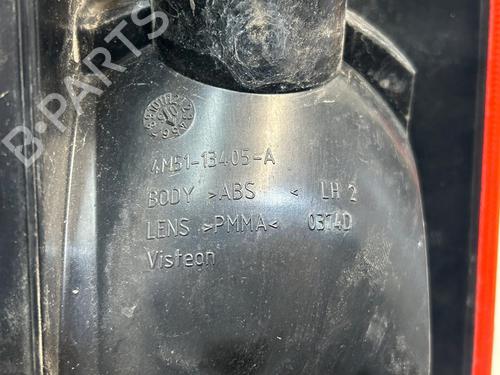 B-PARTS
4M51-13405-A
BODY >ABS < LH 2
LENS >PMMA< 0374D
Visteon